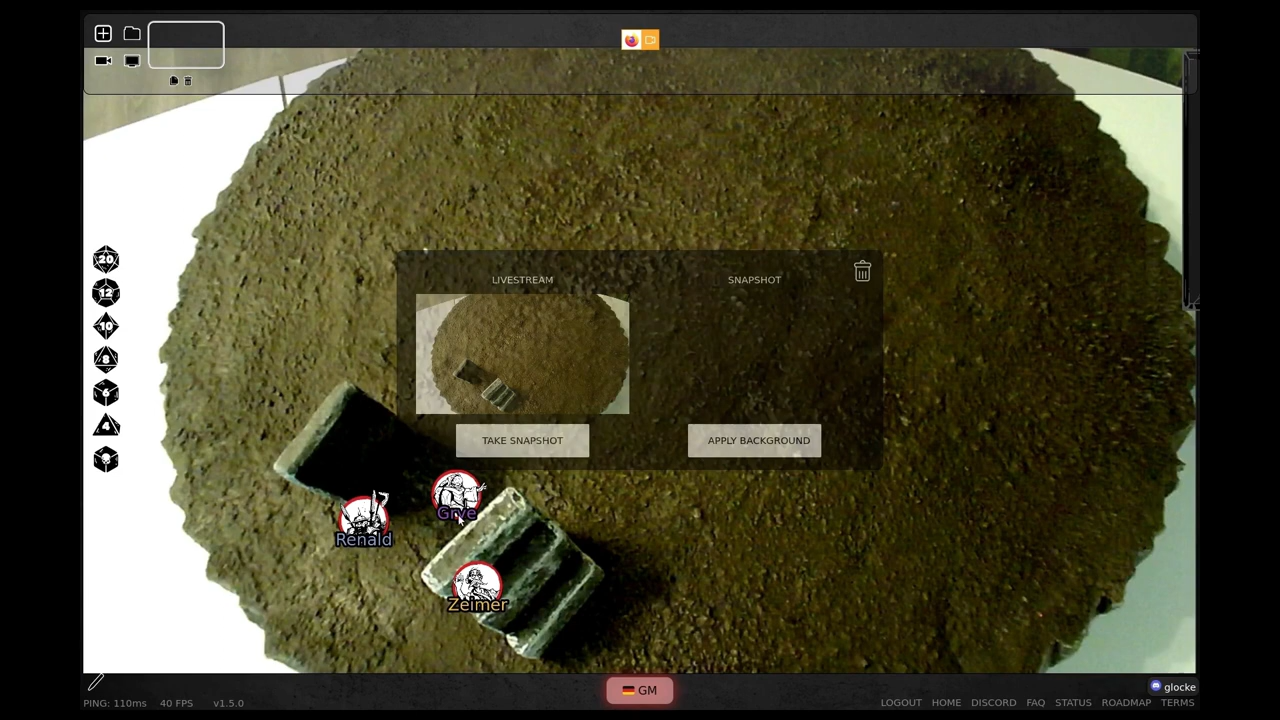 LIVESTREAM
SNAPSHOT
TAKE SNAPSHOT
APPLY BACKGROUND
20
12
10
8
6
4
Grve
Renald
Zeimer
GM
glocke
PING: 110ms 40 FPS v1.5.0
LOGOUT HOME DISCORD FAQ STATUS ROADMAP TERMS